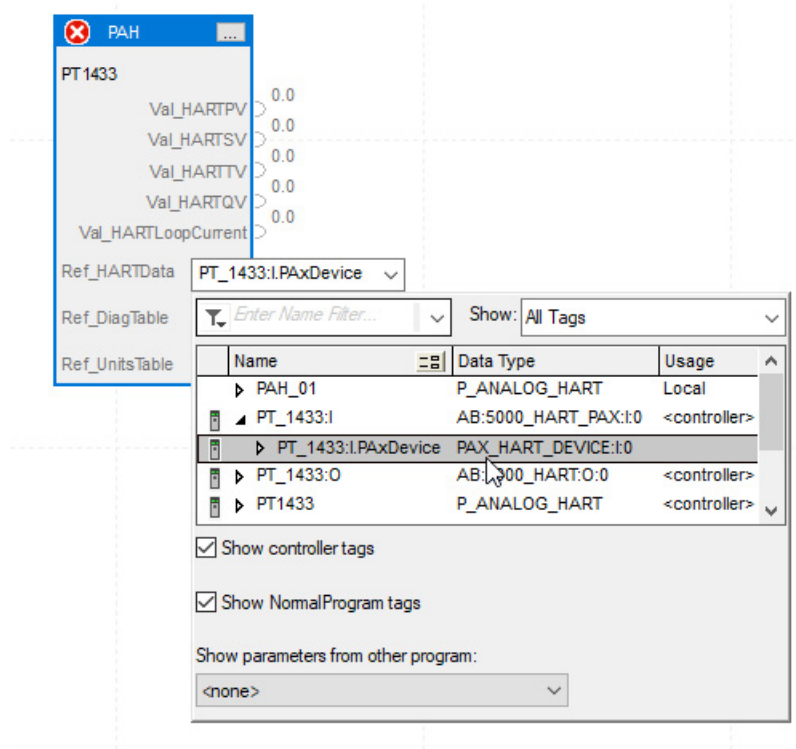 PAH ...
PT1433
Val_HARTPV 0.0
Val_HARTSV 0.0
Val_HARTTV 0.0
Val_HARTQV 0.0
Val_HARTLoopCurrent 0.0
Ref_HARTData PT_1433:I.PAxDevice
Ref_DiagTable Enter Name Filter... Show: All Tags
Ref_UnitsTable Name Data Type Usage
PAH_01 P_ANALOG_HART Local
PT_1433:I AB:5000_HART_PAX:I:0 <controller>
PT_1433:I.PAxDevice PAX_HART_DEVICE:I:0
PT_1433:O 000_HART:O:0 <controller>
PT1433 P_ANALOG_HART <controller>
Show controller tags
Show NormalProgram tags
Show parameters from other program:
<none>